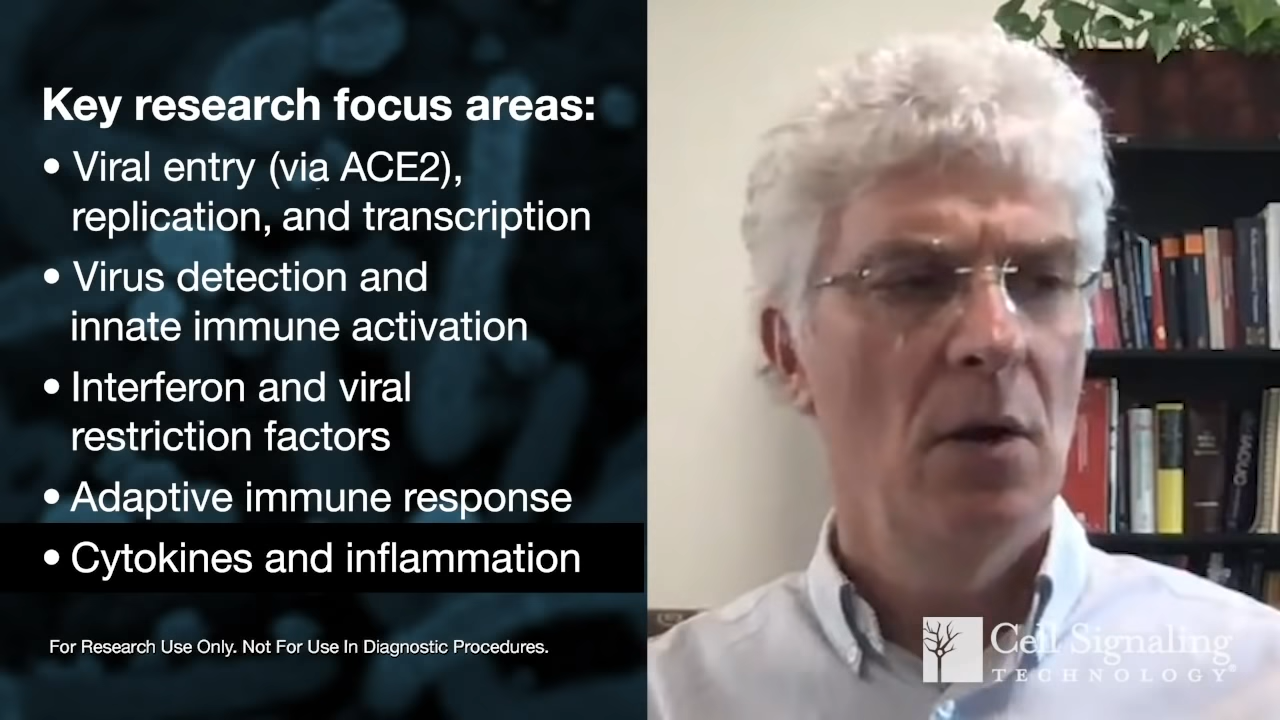 Key research focus areas:
• Viral entry (via ACE2),
replication, and transcription
• Virus detection and
innate immune activation
• Interferon and viral
restriction factors
• Adaptive immune response
• Cytokines and inflammation
For Research Use Only. Not For Use In Diagnostic Procedures.
Cell Signaling
TECHNOLOGY®